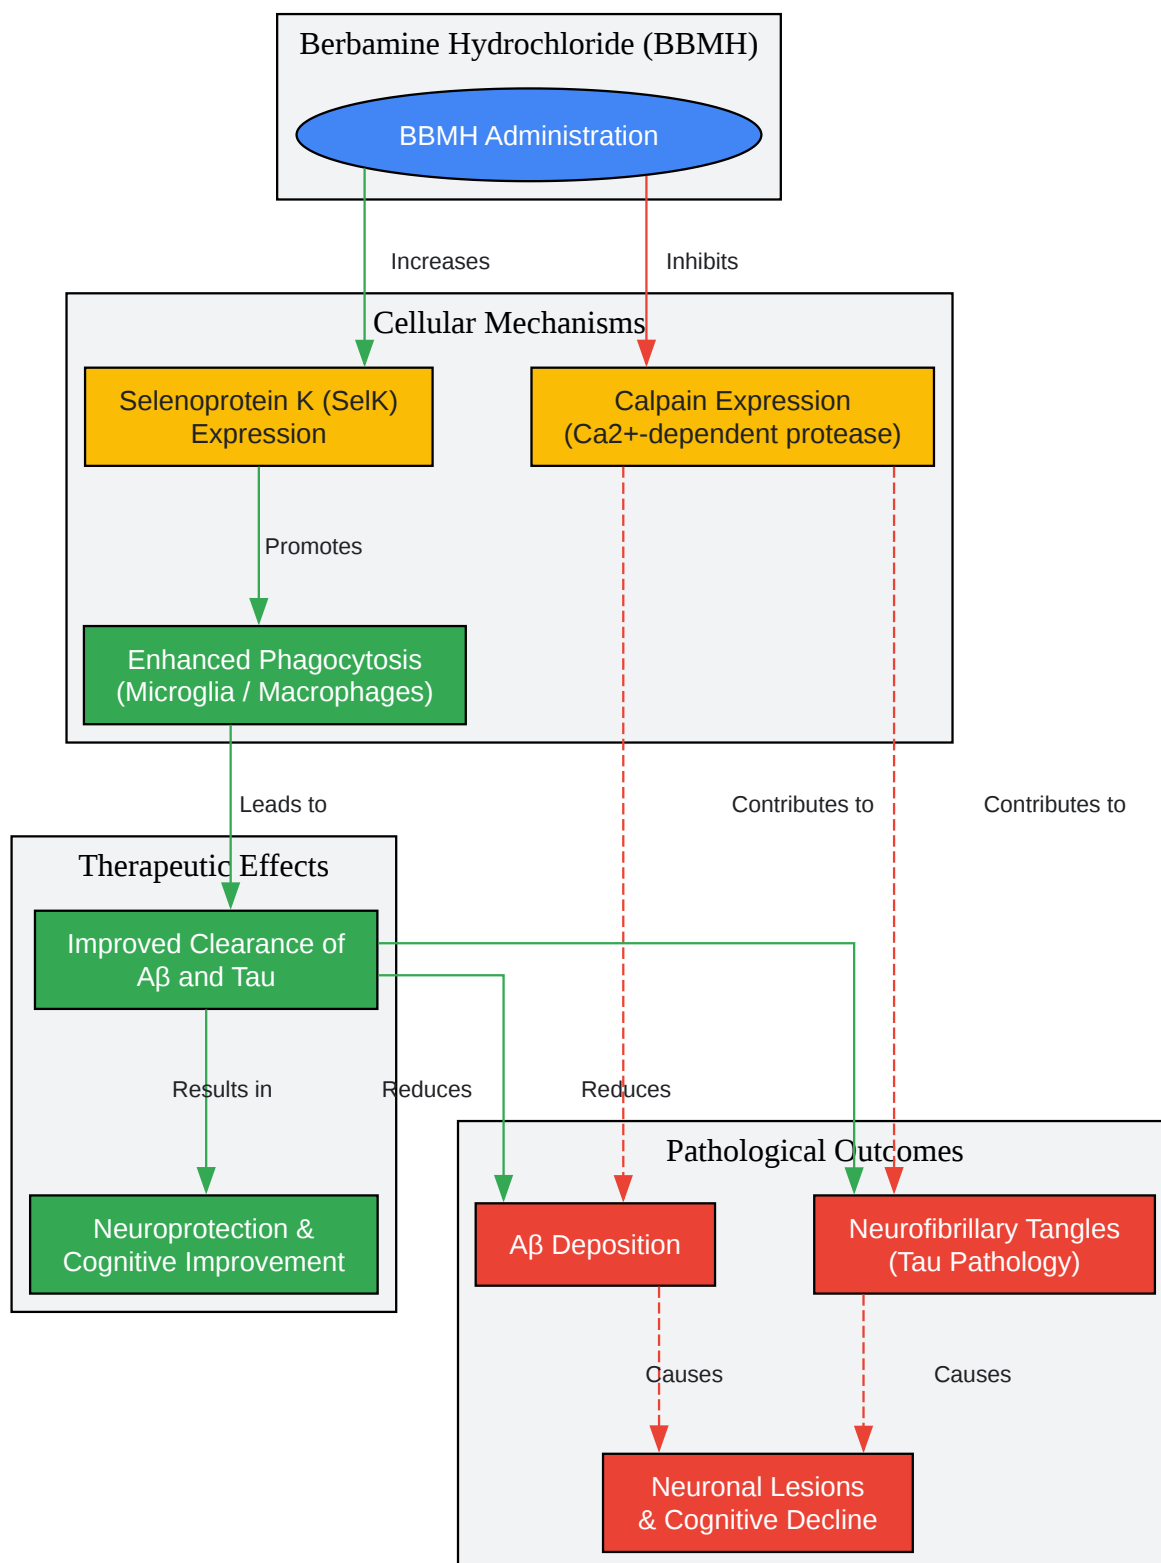 Berbamine Hydrochloride (BBMH)
BBMH Administration
Increases
Inhibits
Cellular Mechanisms
Selenoprotein K (SelK)
Expression
Calpain Expression
(Ca2+-dependent protease)
Promotes
Enhanced Phagocytosis
(Microglia / Macrophages)
Leads to
Contributes to
Contributes to
Therapeutic Effects
Improved Clearance of
Aβ and Tau
Results in
Reduces
Reduces
Pathological Outcomes
Neuroprotection &
Cognitive Improvement
Aβ Deposition
Neurofibrillary Tangles
(Tau Pathology)
Causes
Causes
Neuronal Lesions
& Cognitive Decline